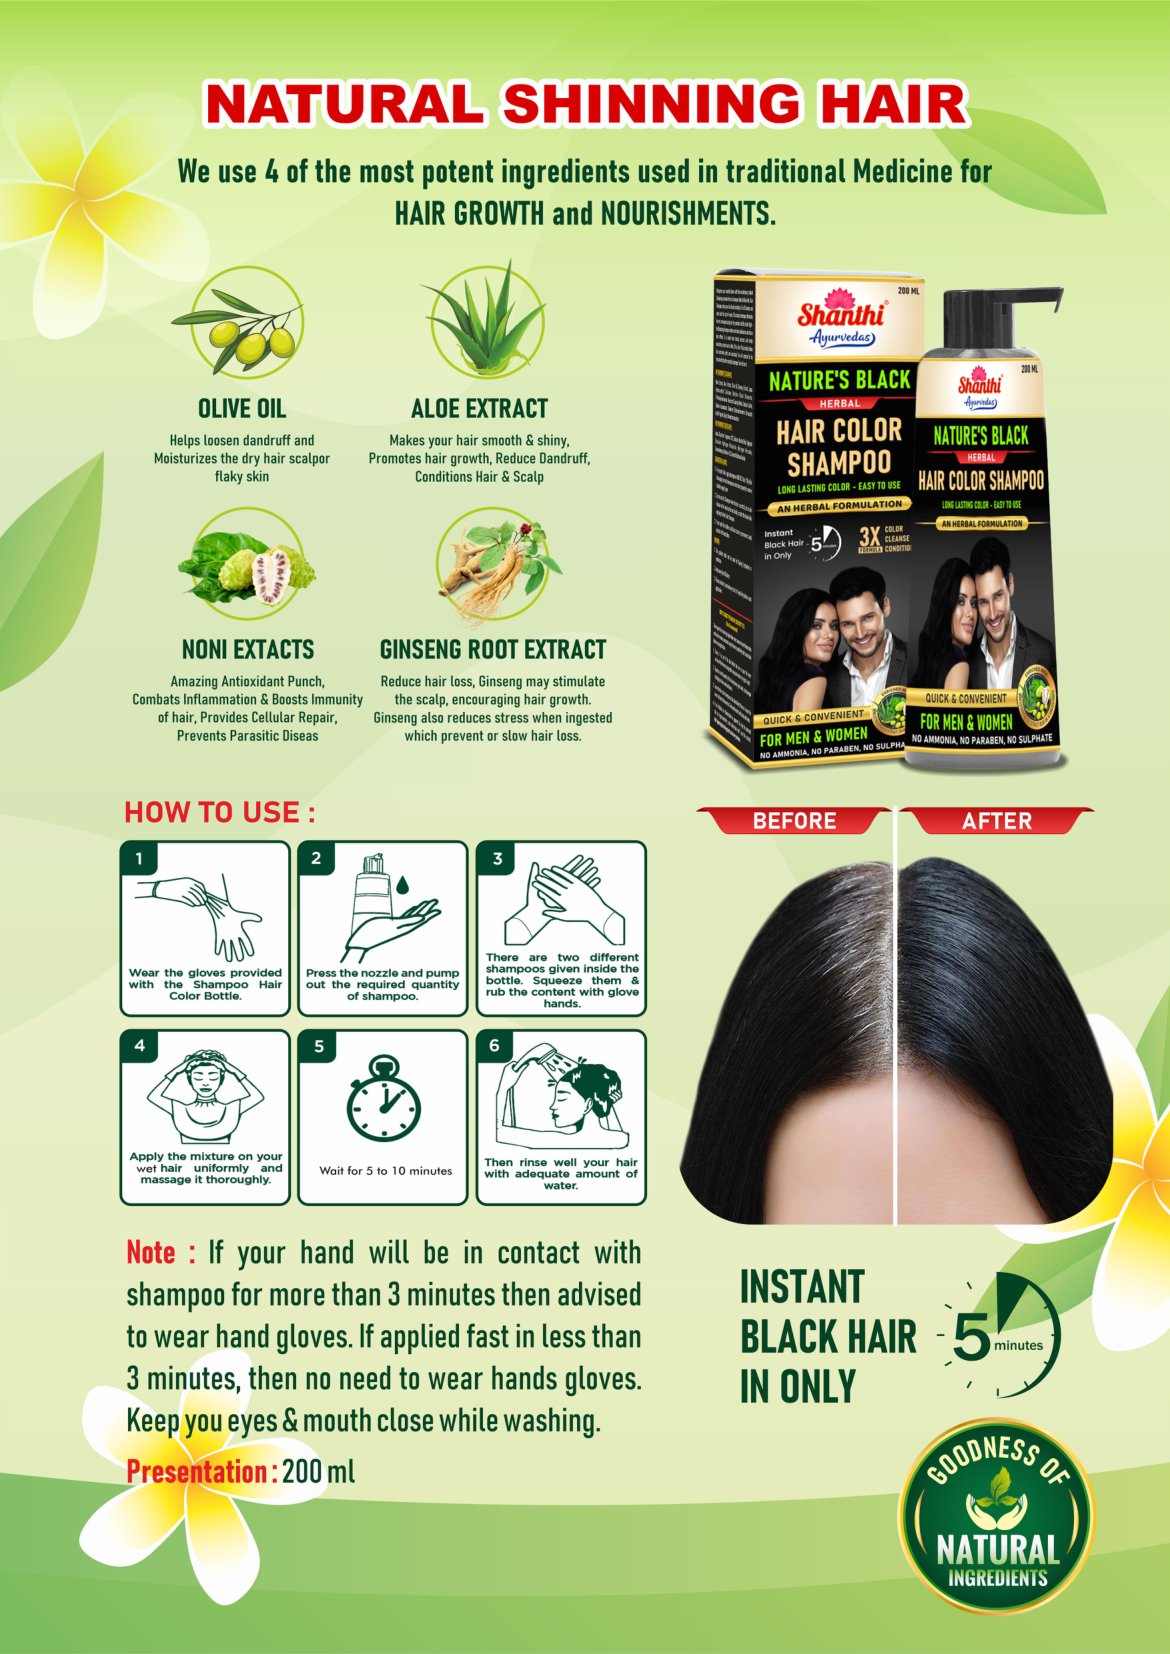 NATURAL SHINNING HAIR
We use 4 of the most potent ingredients used in traditional Medicine for
HAIR GROWTH and NOURISHMENTS.
OLIVE OIL
Helps loosen dandruff and
Moisturizes the dry hair scalpor
flaky skin
ALOE EXTRACT
Makes your hair smooth & shiny,
Promotes hair growth, Reduce Dandruff,
Conditions Hair & Scalp
NONI EXTACTS
Amazing Antioxidant Punch,
Combats Inflammation & Boosts Immunity
of hair, Provides Cellular Repair,
Prevents Parasitic Diseas
GINSENG ROOT EXTRACT
Reduce hair loss, Ginseng may stimulate
the scalp, encouraging hair growth.
Ginseng also reduces stress when ingested
which prevent or slow hair loss.
200 ML
Shanthi®
Ayurvedas
NATURE'S BLACK
HERBAL
HAIR COLOR
SHAMPOO
LONG LASTING COLOR - EASY TO USE
AN HERBAL FORMULATION
Instant
Black Hair
in Only
5 minutes
3X
FORMULA
COLOR
CLEANSE
CONDITIO
QUICK & CONVENIENT
FOR MEN & WOMEN
NO AMMONIA, NO PARABEN, NO SULPHA
200 ML
Shanthi
Ayurvedas
NATURE'S BLACK
HERBAL
HAIR COLOR SHAMPOO
LONG LASTING COLOR - EASY TO USE
AN HERBAL FORMULATION
QUICK & CONVENIENT
FOR MEN & WOMEN
NO AMMONIA, NO PARABEN, NO SULPHATE
HOW TO USE :
1
Wear the gloves provided
with the Shampoo Hair
Color Bottle.
2
Press the nozzle and pump
out the required quantity
of shampoo.
3
There are two different
shampoos given inside the
bottle. Squeeze them &
rub the content with glove
hands.
4
Apply the mixture on your
wet hair uniformly and
massage it thoroughly.
5
Wait for 5 to 10 minutes
6
Then rinse well your hair
with adequate amount of
water.
BEFORE
AFTER
Note : If your hand will be in contact with
shampoo for more than 3 minutes then advised
to wear hand gloves. If applied fast in less than
3 minutes, then no need to wear hands gloves.
Keep you eyes & mouth close while washing.
Presentation : 200 ml
INSTANT
BLACK HAIR
IN ONLY
5 minutes
GOODNESS OF
NATURAL
INGREDIENTS